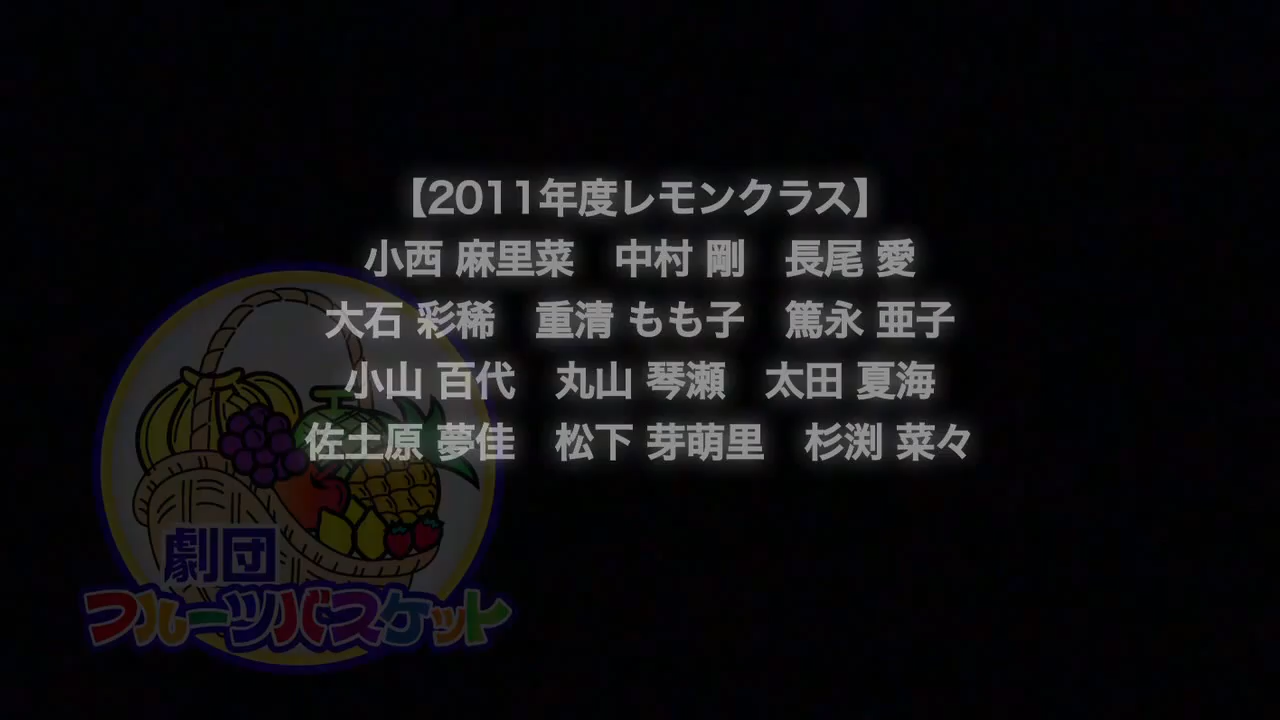 【2011年度レモンクラス】
小西 麻里菜　中村 剛　長尾 愛
大石 彩稀　重清 もも子　篤永 亜子
小山 百代　丸山 琴瀬　太田 夏海
佐土原 夢佳　松下 芽萌里　杉渕 菜々
劇団
フルーツバスケット